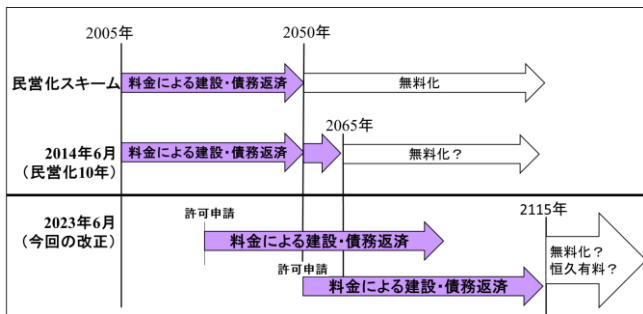 2005年
2050年
民営化スキーム
料金による建設・債務返済
無料化
2065年
2014年6月
(民営化10年)
料金による建設・債務返済
無料化?
2023年6月
(今回の改正)
許可申請
2115年
料金による建設・債務返済
無料化?
恒久有料?
許可申請
料金による建設・債務返済